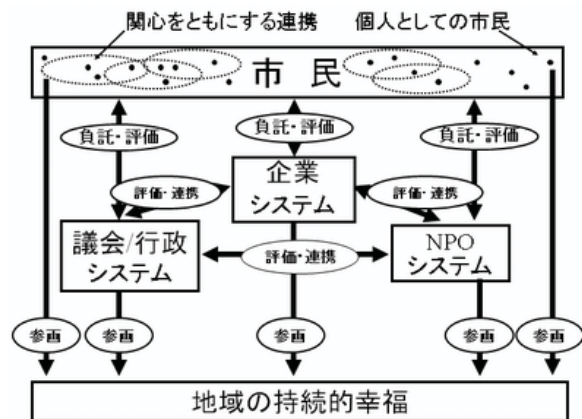 関心をともにする連携
個人としての市民
市民
負託・評価
負託・評価
負託・評価
企業
システム
評価・連携
評価・連携
議会/行政
システム
評価・連携
NPO
システム
参画
参画
参画
参画
参画
地域の持続的幸福